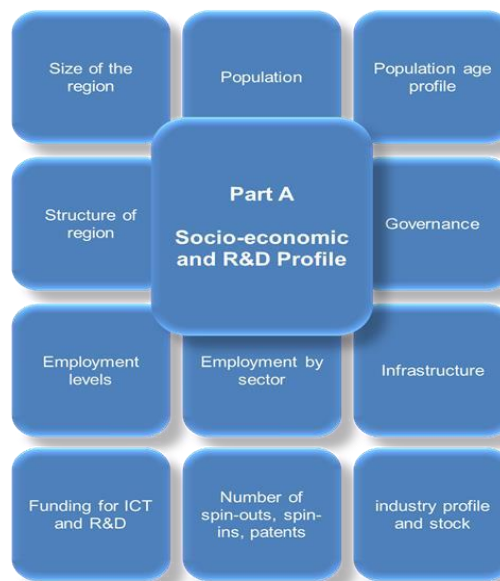 Size of the
region
Population
Population age
profile
Part A
Socio-economic
and R&D Profile
Structure of
region
Governance
Employment
levels
Employment by
sector
Infrastructure
Funding for ICT
and R&D
Number of
spin-outs, spin-
ins, patents
industry profile
and stock